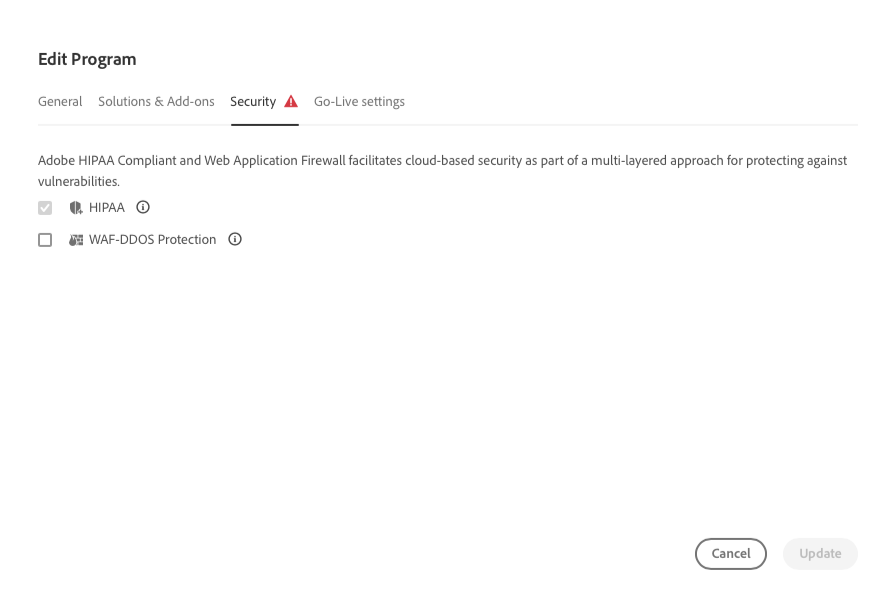 Edit Program
General Solutions & Add-ons Security Go-Live settings
Adobe HIPAA Compliant and Web Application Firewall facilitates cloud-based security as part of a multi-layered approach for protecting against
vulnerabilities.
HIPAA
WAF-DDOS Protection
Cancel Update